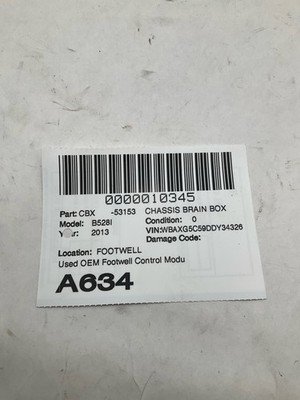 0000010345
Part: CBX -53153 CHASSIS BRAIN BOX
Model: B528I Condition: 0
Year: 2013 VIN:WBAXG5C59DDY34326
Damage Code:
Location: FOOTWELL
Used OEM Footwell Control Modu
A634